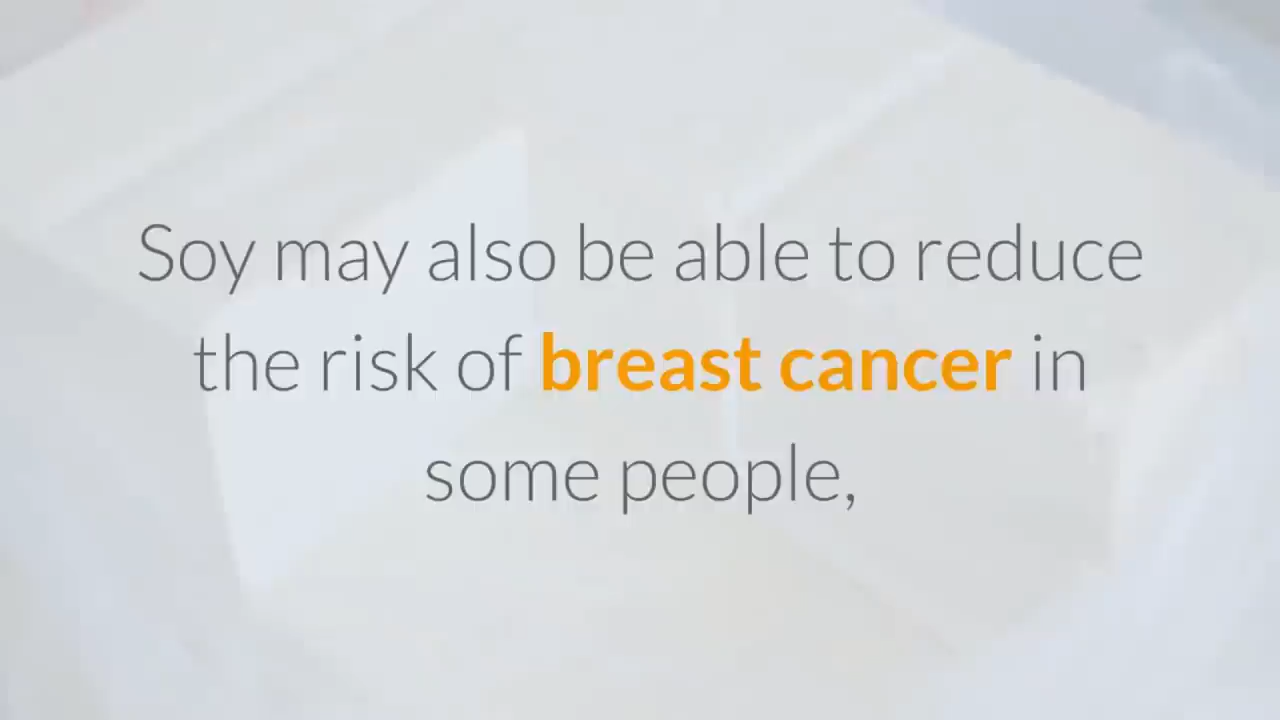 Soy may also be able to reduce
the risk of breast cancer in
some people,